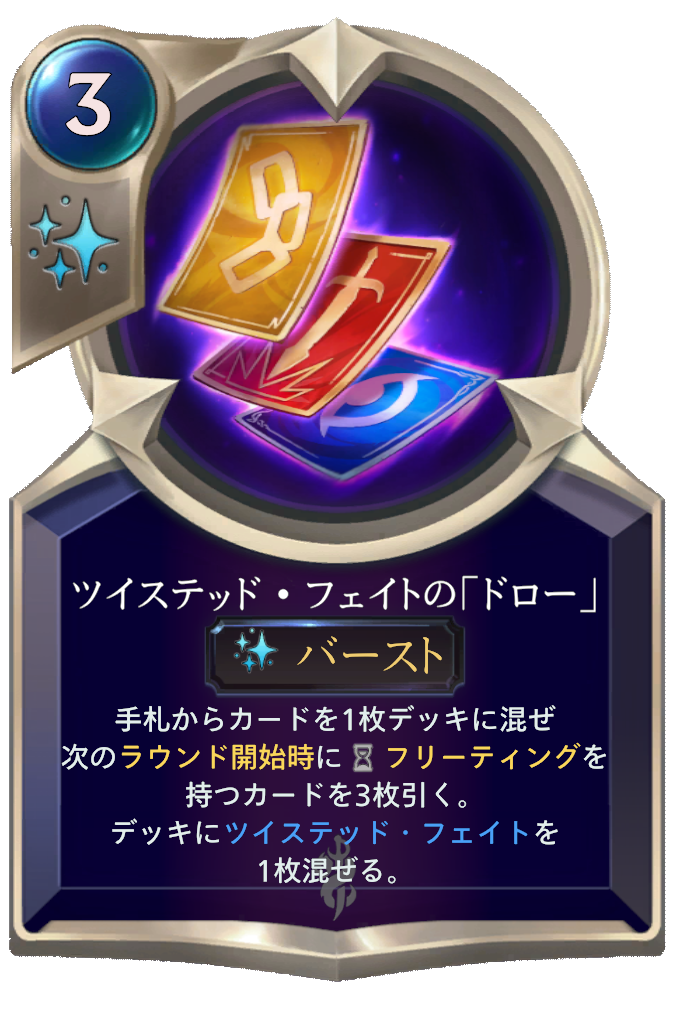 3
ツイステッド・フェイトの「ドロー」
バースト
手札からカードを1枚デッキに混ぜ
次のラウンド開始時に フリーティングを
持つカードを3枚引く。
デッキにツイステッド・フェイトを
1枚混ぜる。